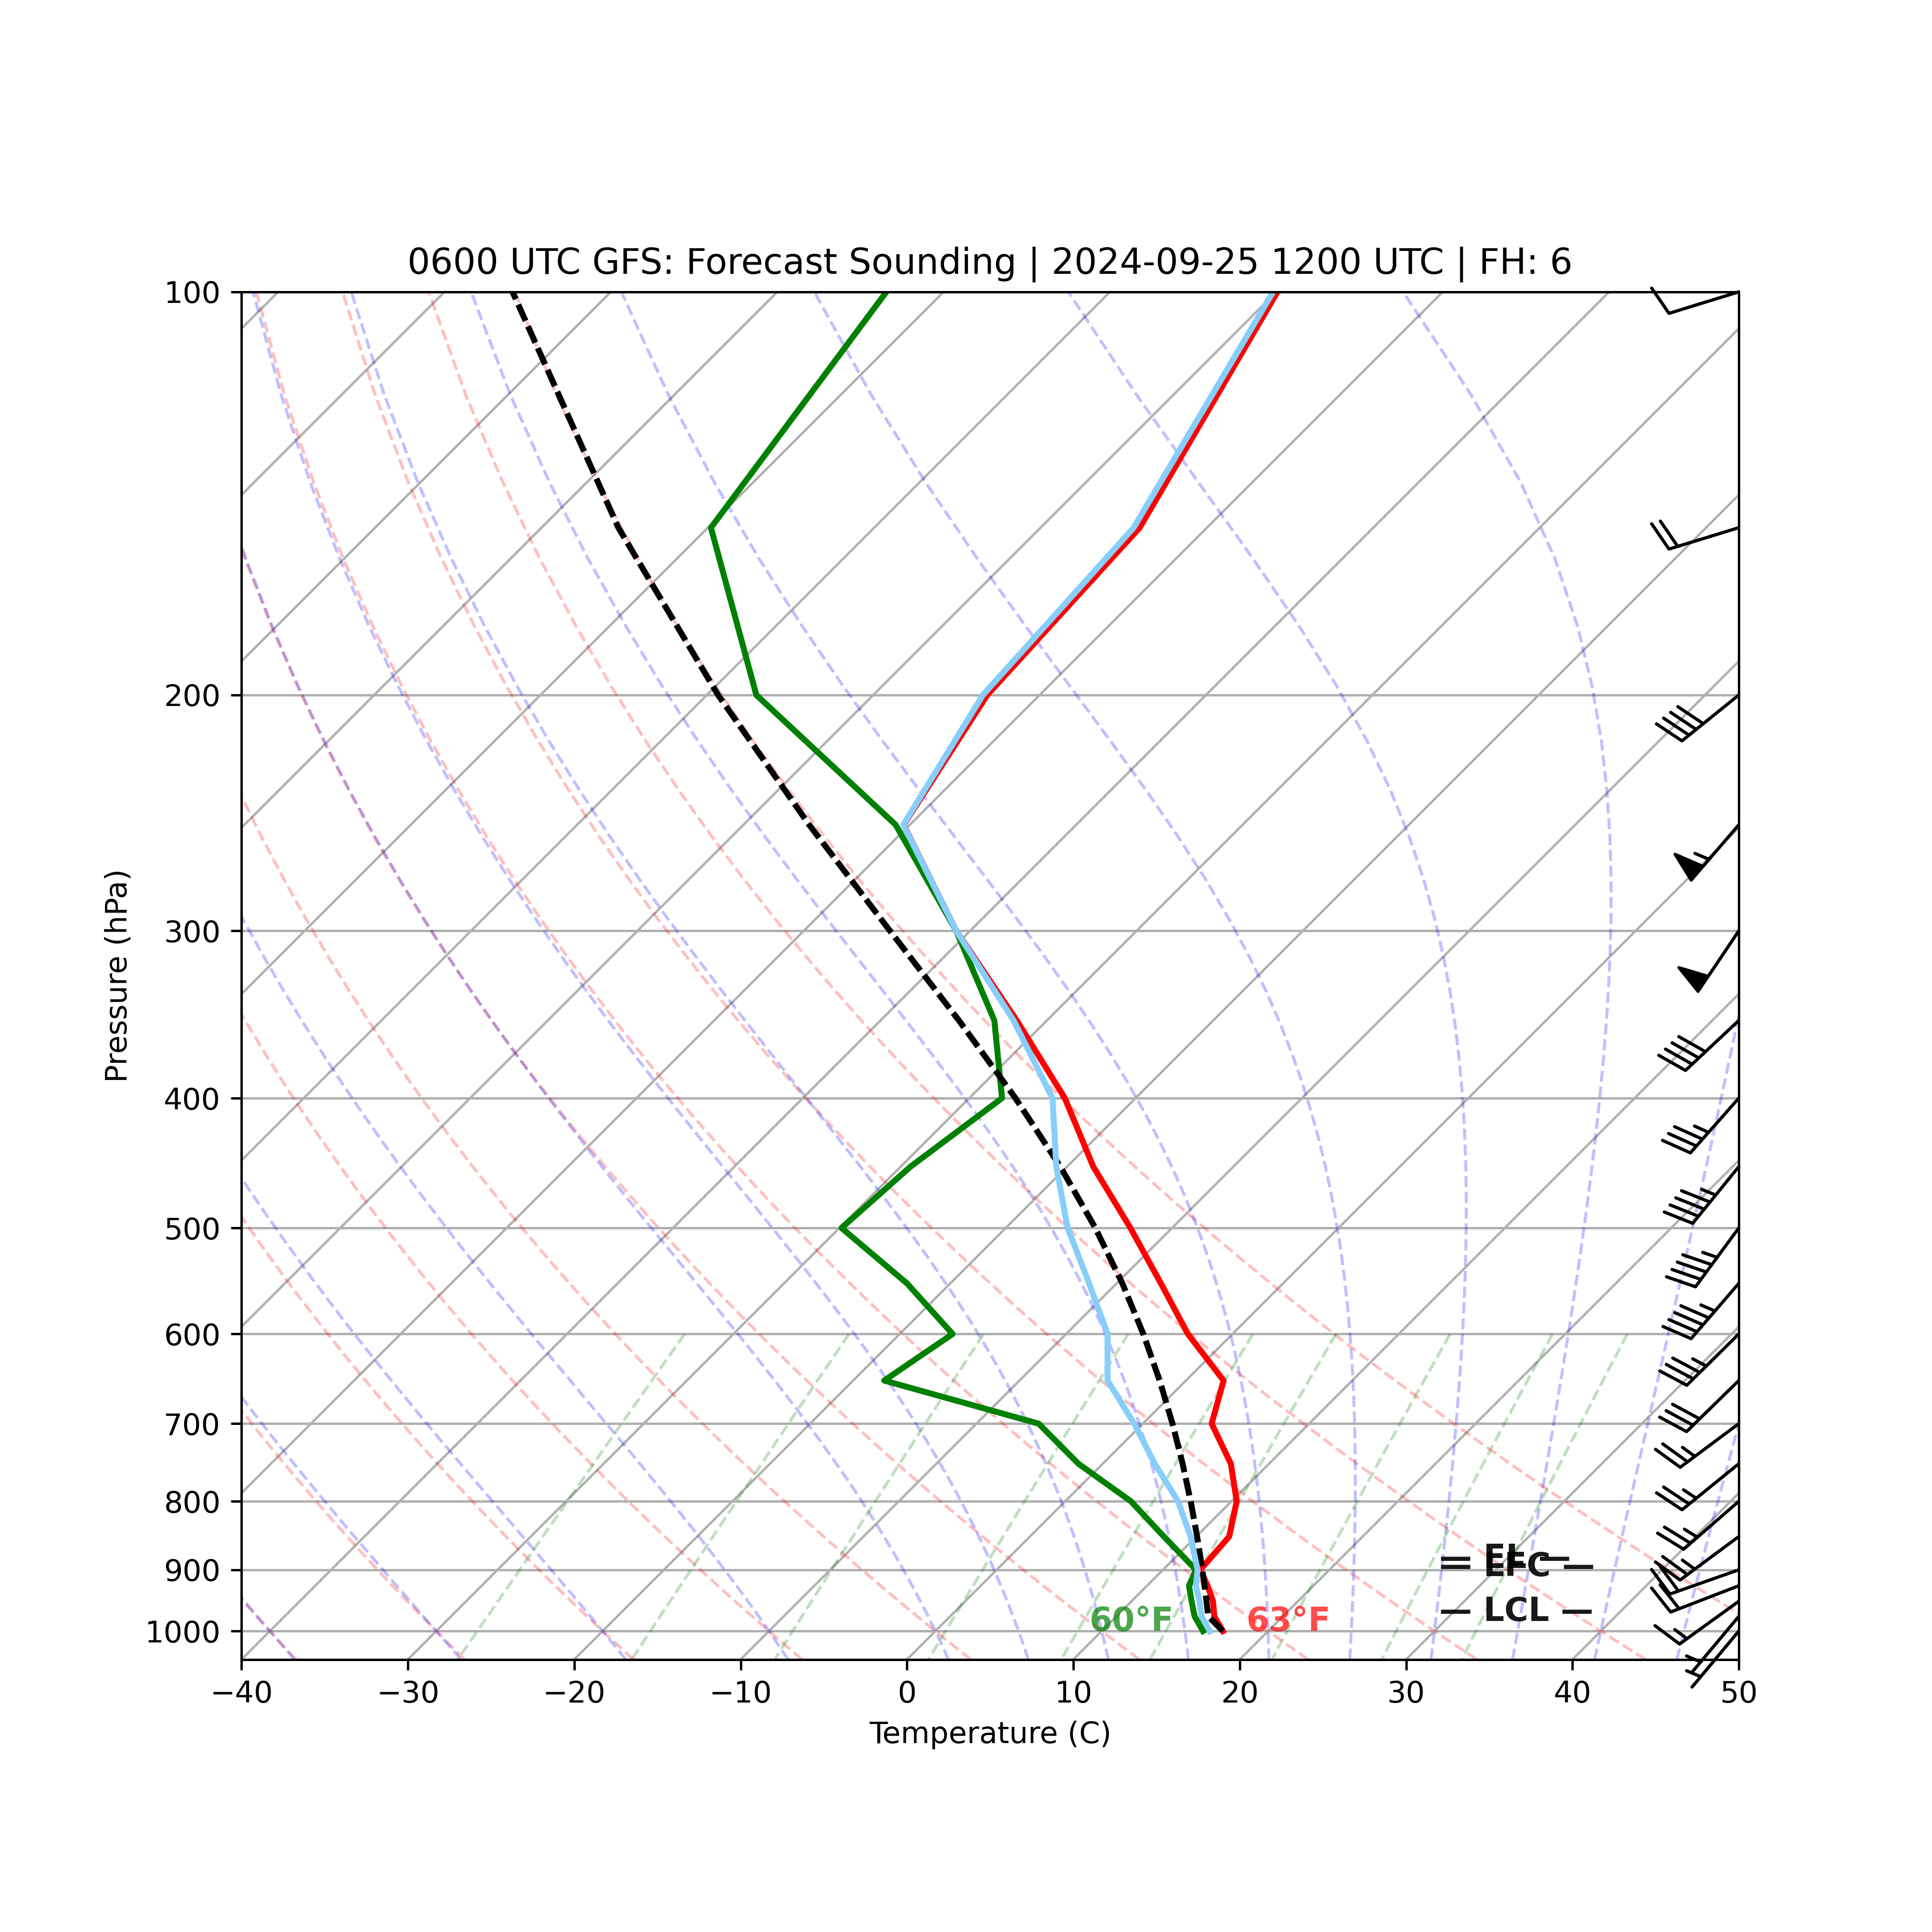 0600 UTC GFS: Forecast Sounding | 2024-09-25 1200 UTC | FH: 6
100
200
300
400
500
600
700
800
900
1000
Pressure (hPa)
— EL —
— LFC —
— LCL —
60°F 63°F
−40 −30 −20 −10 0 10 20 30 40 50
Temperature (C)